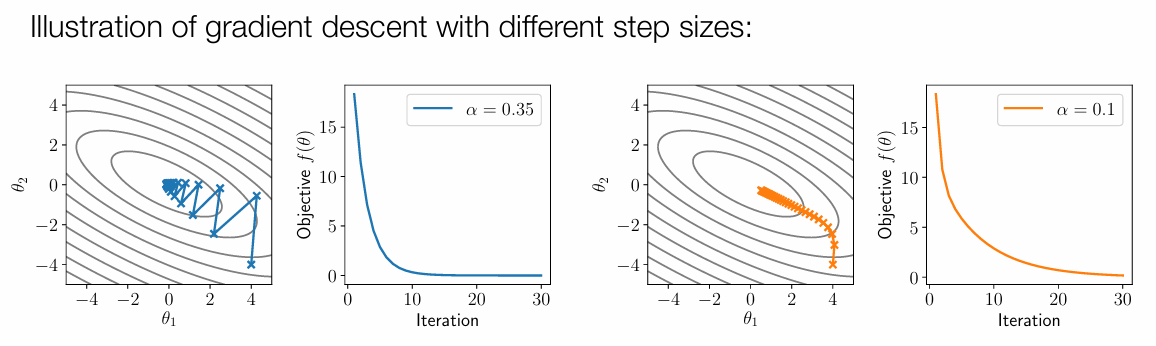 Illustration of gradient descent with different step sizes:
4
2
0
−2
−4
θ₂
−4 −2 0 2 4
θ₁
15
10
5
0
Objective f(θ)
α = 0.35
0 10 20 30
Iteration
4
2
0
−2
−4
θ₂
−4 −2 0 2 4
θ₁
15
10
5
0
Objective f(θ)
α = 0.1
0 10 20 30
Iteration